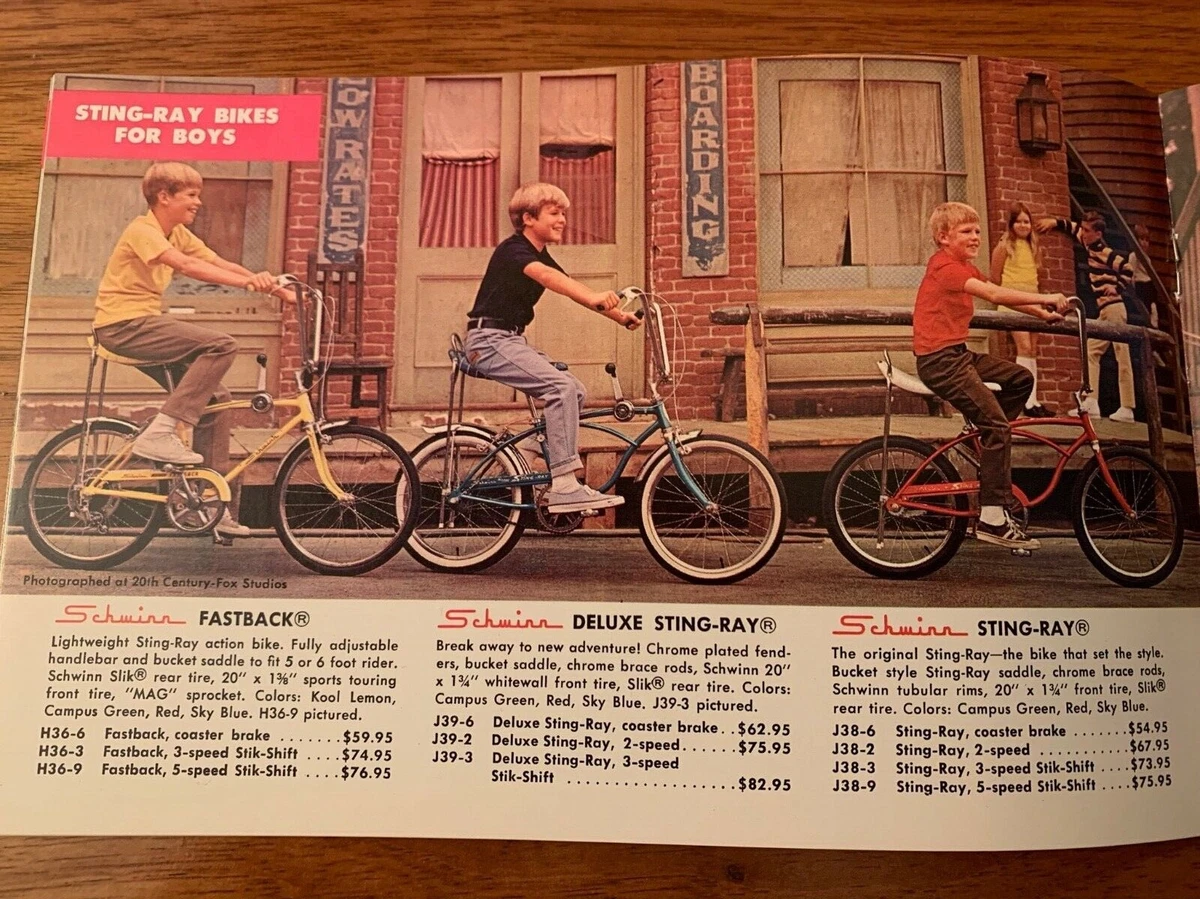 STING-RAY BIKES
FOR BOYS
LOW RATES
BOARDING
Photographed at 20th Century-Fox Studios
Schwinn FASTBACK®
Lightweight Sting-Ray action bike. Fully adjustable
handlebar and bucket saddle to fit 5 or 6 foot rider.
Schwinn Slik® rear tire, 20" x 1⅜" sports touring
front tire, "MAG" sprocket. Colors: Kool Lemon,
Campus Green, Red, Sky Blue. H36-9 pictured.
H36-6 Fastback, coaster brake .......$59.95
H36-3 Fastback, 3-speed Stik-Shift ....$74.95
H36-9 Fastback, 5-speed Stik-Shift ....$76.95
Schwinn DELUXE STING-RAY®
Break away to new adventure! Chrome plated fend-
ers, bucket saddle, chrome brace rods, Schwinn 20"
x 1¾" whitewall front tire, Slik® rear tire. Colors:
Campus Green, Red, Sky Blue. J39-3 pictured.
J39-6 Deluxe Sting-Ray, coaster brake..$62.95
J39-2 Deluxe Sting-Ray, 2-speed......$75.95
J39-3 Deluxe Sting-Ray, 3-speed
Stik-Shift ..................$82.95
Schwinn STING-RAY®
The original Sting-Ray—the bike that set the style.
Bucket style Sting-Ray saddle, chrome brace rods,
Schwinn tubular rims, 20" x 1¾" front tire, Slik®
rear tire. Colors: Campus Green, Red, Sky Blue.
J38-6 Sting-Ray, coaster brake .......$54.95
J38-2 Sting-Ray, 2-speed ...........$67.95
J38-3 Sting-Ray, 3-speed Stik-Shift ....$73.95
J38-9 Sting-Ray, 5-speed Stik-Shift ....$75.95